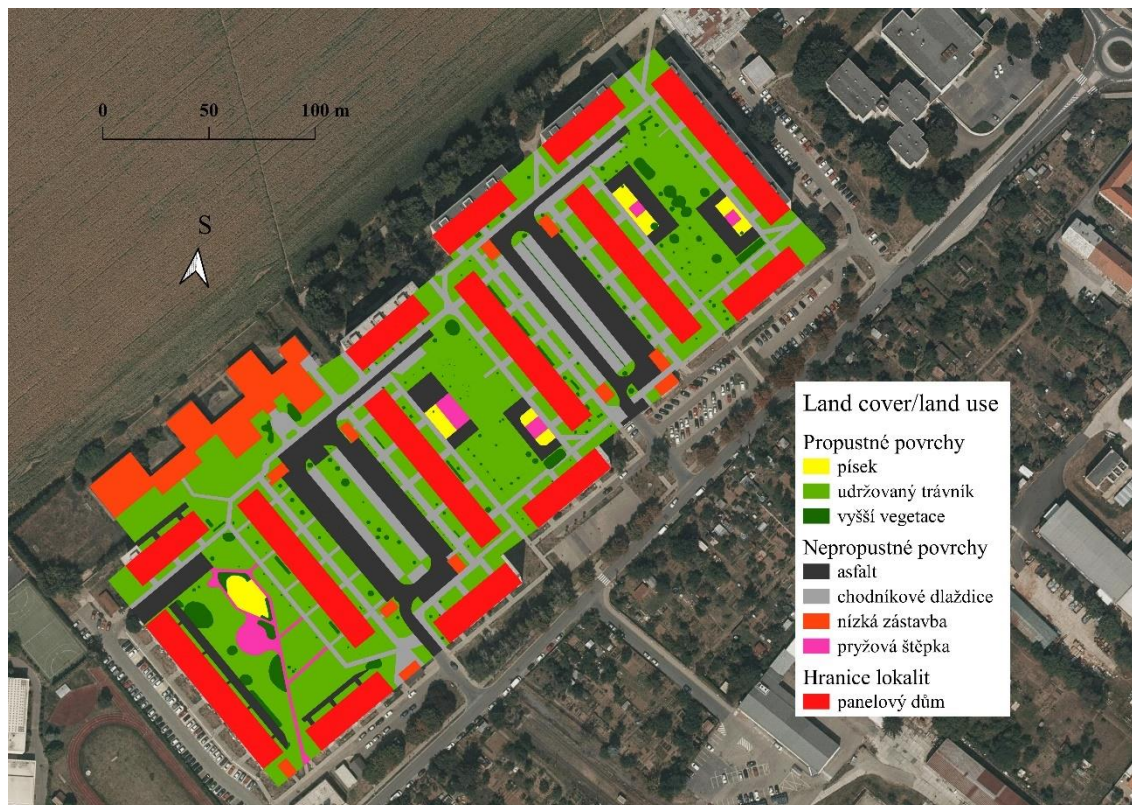 0 50 100 m
S
Land cover/land use
Propustné povrchy
písek
udržovaný trávník
vyšší vegetace
Nepropustné povrchy
asfalt
chodníkové dlaždice
nízká zástavba
pryžová štěpka
Hranice lokalit
panelový dům